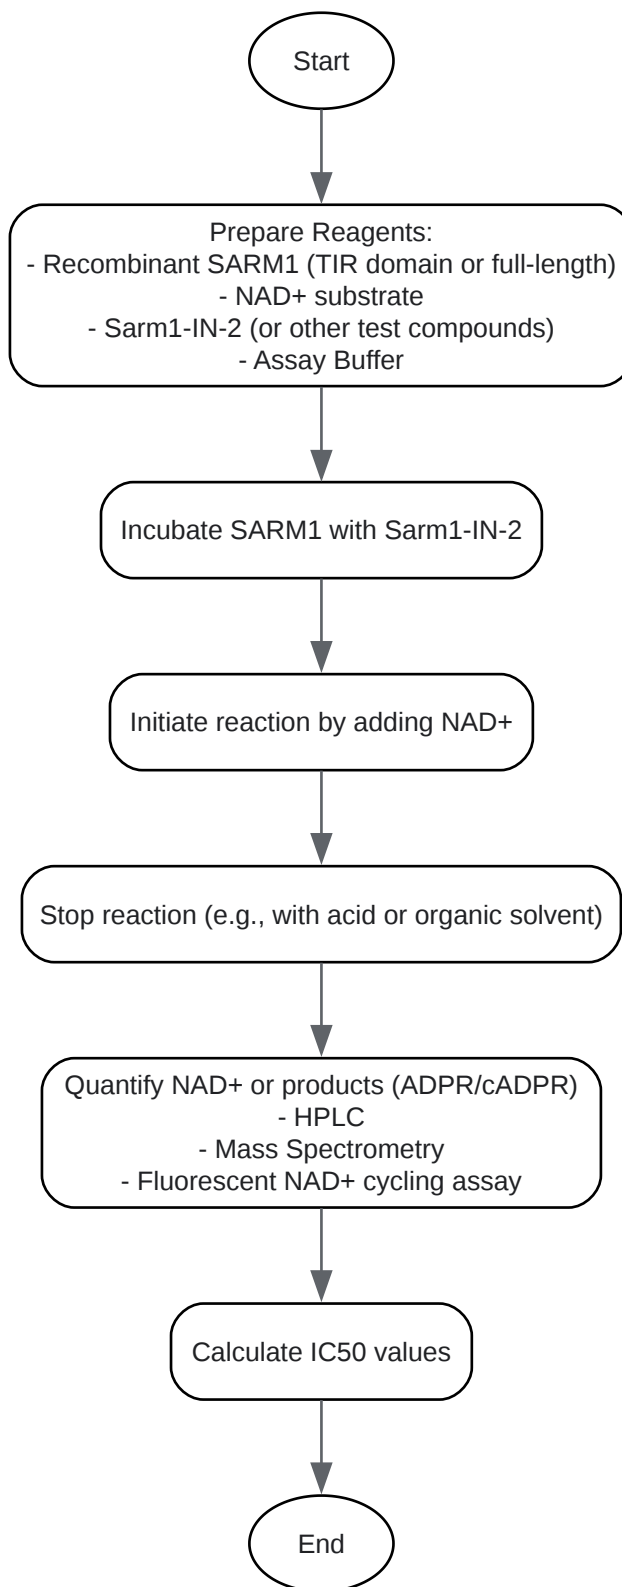 Start
Prepare Reagents:
- Recombinant SARM1 (TIR domain or full-length)
- NAD+ substrate
- Sarm1-IN-2 (or other test compounds)
- Assay Buffer
Incubate SARM1 with Sarm1-IN-2
Initiate reaction by adding NAD+
Stop reaction (e.g., with acid or organic solvent)
Quantify NAD+ or products (ADPR/cADPR)
- HPLC
- Mass Spectrometry
- Fluorescent NAD+ cycling assay
Calculate IC50 values
End